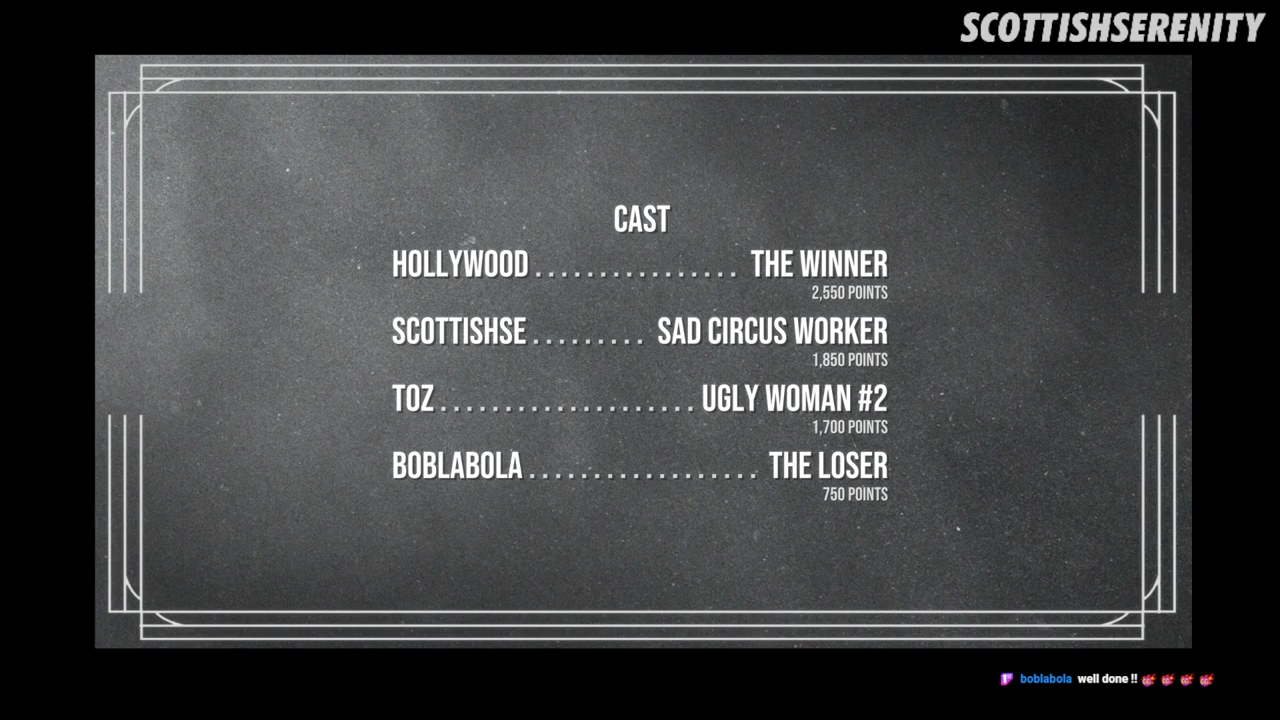 SCOTTISHSERENITY
CAST
HOLLYWOOD ................ THE WINNER
2,550 POINTS
SCOTTISHSE ......... SAD CIRCUS WORKER
1,850 POINTS
TOZ .................... UGLY WOMAN #2
1,700 POINTS
BOBLABOLA .................. THE LOSER
750 POINTS
boblabola well done !!